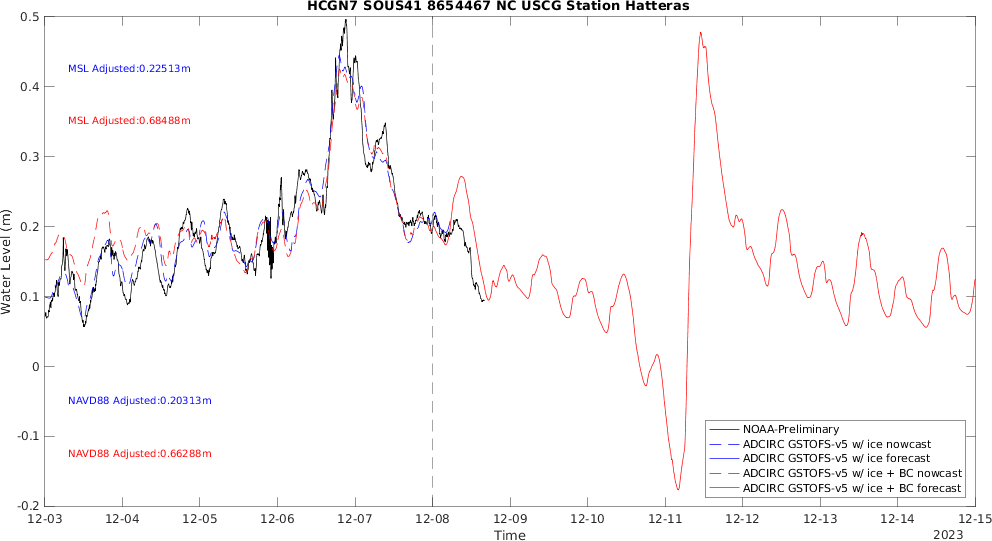 HCGN7 SOUS41 8654467 NC USCG Station Hatteras
0.5
0.4
0.3
0.2
0.1
0
-0.1
-0.2
Water Level (m)
MSL Adjusted:0.22513m
MSL Adjusted:0.68488m
NAVD88 Adjusted:0.20313m
NAVD88 Adjusted:0.66288m
NOAA-Preliminary
ADCIRC GSTOFS-v5 w/ ice nowcast
ADCIRC GSTOFS-v5 w/ ice forecast
ADCIRC GSTOFS-v5 w/ ice + BC nowcast
ADCIRC GSTOFS-v5 w/ ice + BC forecast
12-03 12-04 12-05 12-06 12-07 12-08 12-09 12-10 12-11 12-12 12-13 12-14 12-15
Time
2023